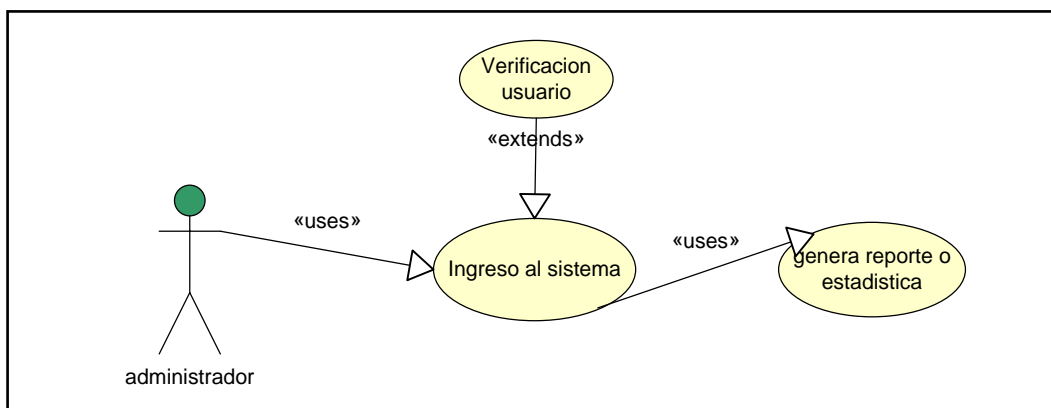 Verificacion
usuario
«extends»
«uses»
Ingreso al sistema
«uses»
genera reporte o
estadistica
administrador